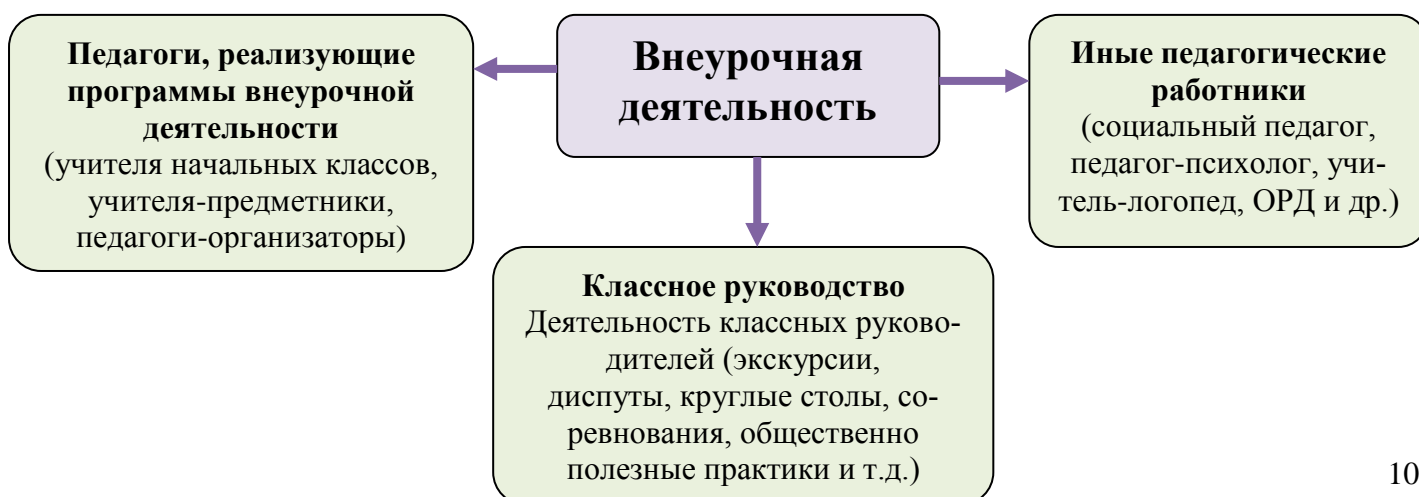 Педагоги, реализующие
программы внеурочной
деятельности
(учителя начальных классов,
учителя-предметники,
педагоги-организаторы)
Внеурочная
деятельность
Иные педагогические
работники
(социальный педагог,
педагог-психолог, учи-
тель-логопед, ОРД и др.)
Классное руководство
Деятельность классных руково-
дителей (экскурсии,
диспуты, круглые столы, со-
ревнования, общественно
полезные практики и т.д.)
10